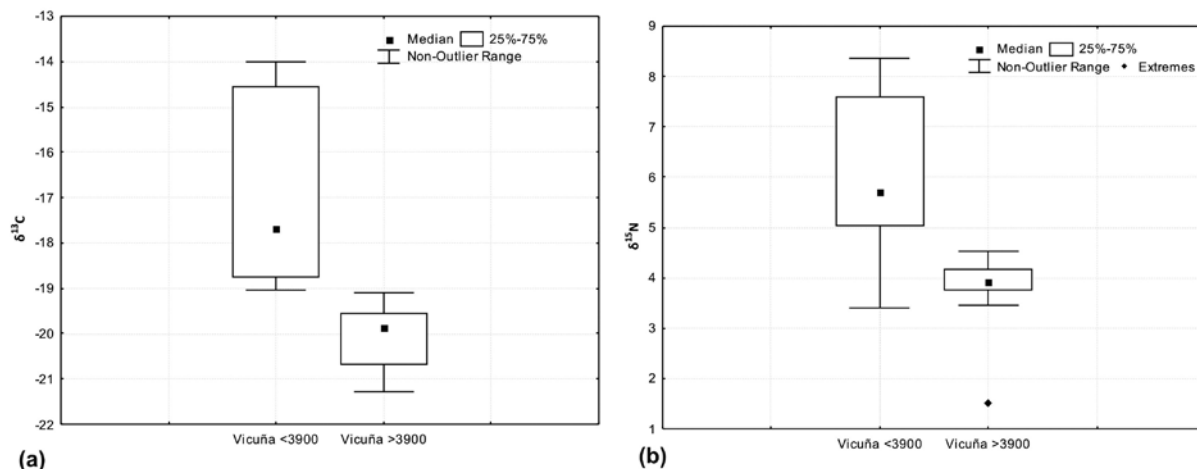 -13
-14
-15
-16
-17
-18
-19
-20
-21
-22
δ¹³C
Median 25%-75%
Non-Outlier Range
Vicuña <3900 Vicuña >3900
(a)
9
8
7
6
5
4
3
2
1
δ¹⁵N
Median 25%-75%
Non-Outlier Range Extremes
Vicuña <3900 Vicuña >3900
(b)